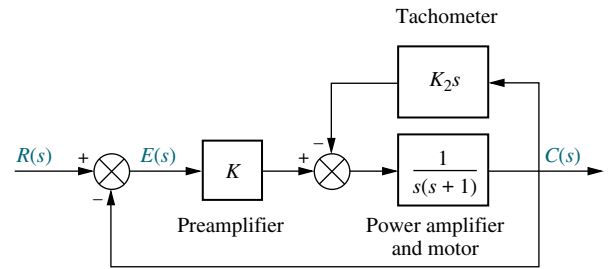 Tachometer
K₂s
R(s)
+
−
E(s)
K
Preamplifier
+
−
1
s(s + 1)
C(s)
Power amplifier
and motor